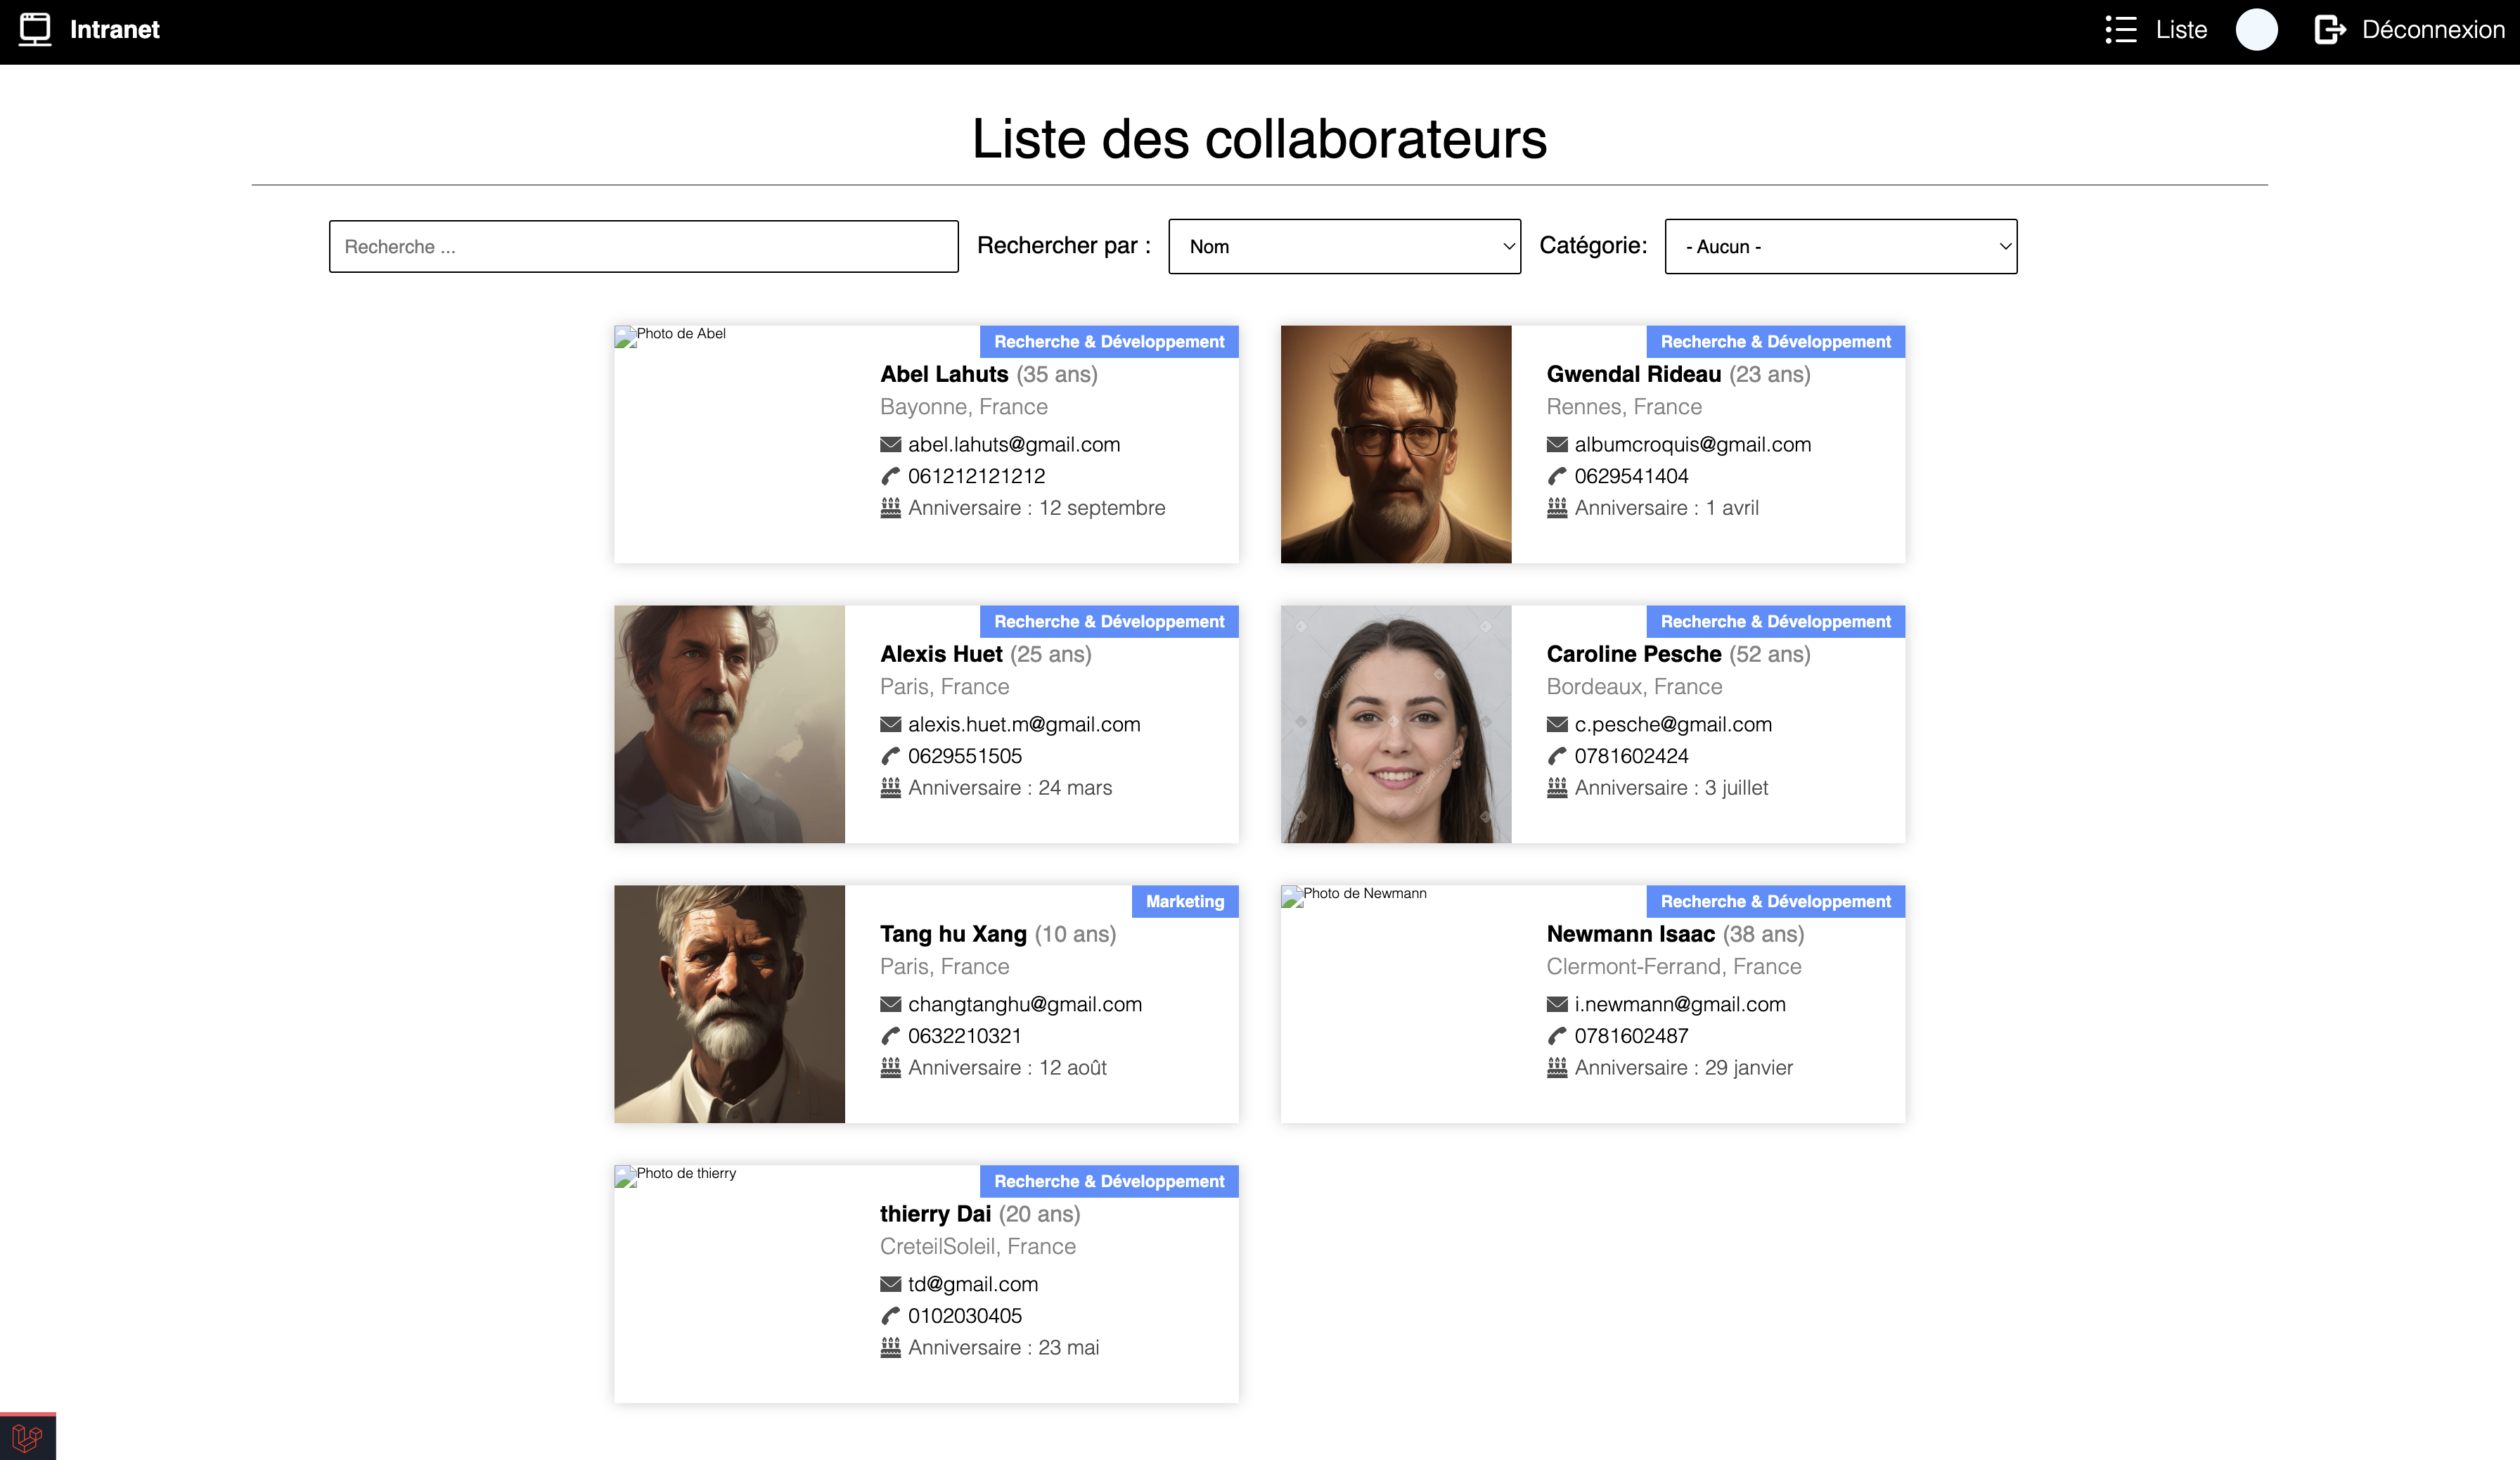 Intranet
Liste
Déconnexion
Liste des collaborateurs
Recherche ...
Rechercher par :
Nom
Catégorie:
- Aucun -
Photo de Abel
Recherche & Développement
Abel Lahuts (35 ans)
Bayonne, France
abel.lahuts@gmail.com
061212121212
Anniversaire : 12 septembre
Recherche & Développement
Gwendal Rideau (23 ans)
Rennes, France
albumcroquis@gmail.com
0629541404
Anniversaire : 1 avril
Recherche & Développement
Alexis Huet (25 ans)
Paris, France
alexis.huet.m@gmail.com
0629551505
Anniversaire : 24 mars
Recherche & Développement
Caroline Pesche (52 ans)
Bordeaux, France
c.pesche@gmail.com
0781602424
Anniversaire : 3 juillet
Marketing
Tang hu Xang (10 ans)
Paris, France
changtanghu@gmail.com
0632210321
Anniversaire : 12 août
Photo de Newmann
Recherche & Développement
Newmann Isaac (38 ans)
Clermont-Ferrand, France
i.newmann@gmail.com
0781602487
Anniversaire : 29 janvier
Photo de thierry
Recherche & Développement
thierry Dai (20 ans)
CreteilSoleil, France
td@gmail.com
0102030405
Anniversaire : 23 mai